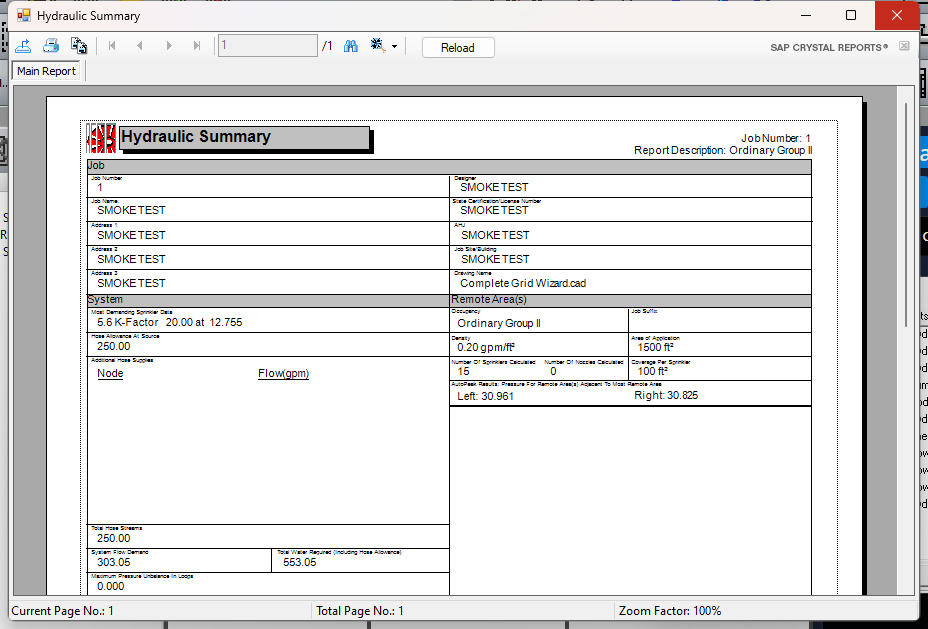 Hydraulic Summary
1
/1
Reload
SAP CRYSTAL REPORTS®
Main Report
Hydraulic Summary
Job Number: 1
Report Description: Ordinary Group II
Job
Job Number
1
Designer
SMOKE TEST
Job Name:
SMOKE TEST
State Certification/License Number
SMOKE TEST
Address 1
SMOKE TEST
AHJ
SMOKE TEST
Address 2
SMOKE TEST
Job Site/Building
SMOKE TEST
Address 3
SMOKE TEST
Drawing Name
Complete Grid Wizard.cad
System
Remote Area(s)
Most Demanding Sprinkler Data
5.6 K-Factor 20.00 at 12.755
Occupancy
Ordinary Group II
Job Suffix
Hose Allowance At Source
250.00
Density
0.20 gpm/ft²
Area of Application
1500 ft²
Additional Hose Supplies
Node Flow(gpm)
Number Of Sprinklers Calculated
15
Number Of Nozzles Calculated
0
Coverage Per Sprinkler
100 ft²
AutoPeak Results: Pressure For Remote Area(s) Adjacent To Most Remote Area
Left: 30.961 Right: 30.825
Total Hose Streams
250.00
System Flow Demand
303.05
Total Water Required (Including Hose Allowance)
553.05
Maximum Pressure Unbalance In Loops
0.000
Current Page No.: 1 Total Page No.: 1 Zoom Factor: 100%